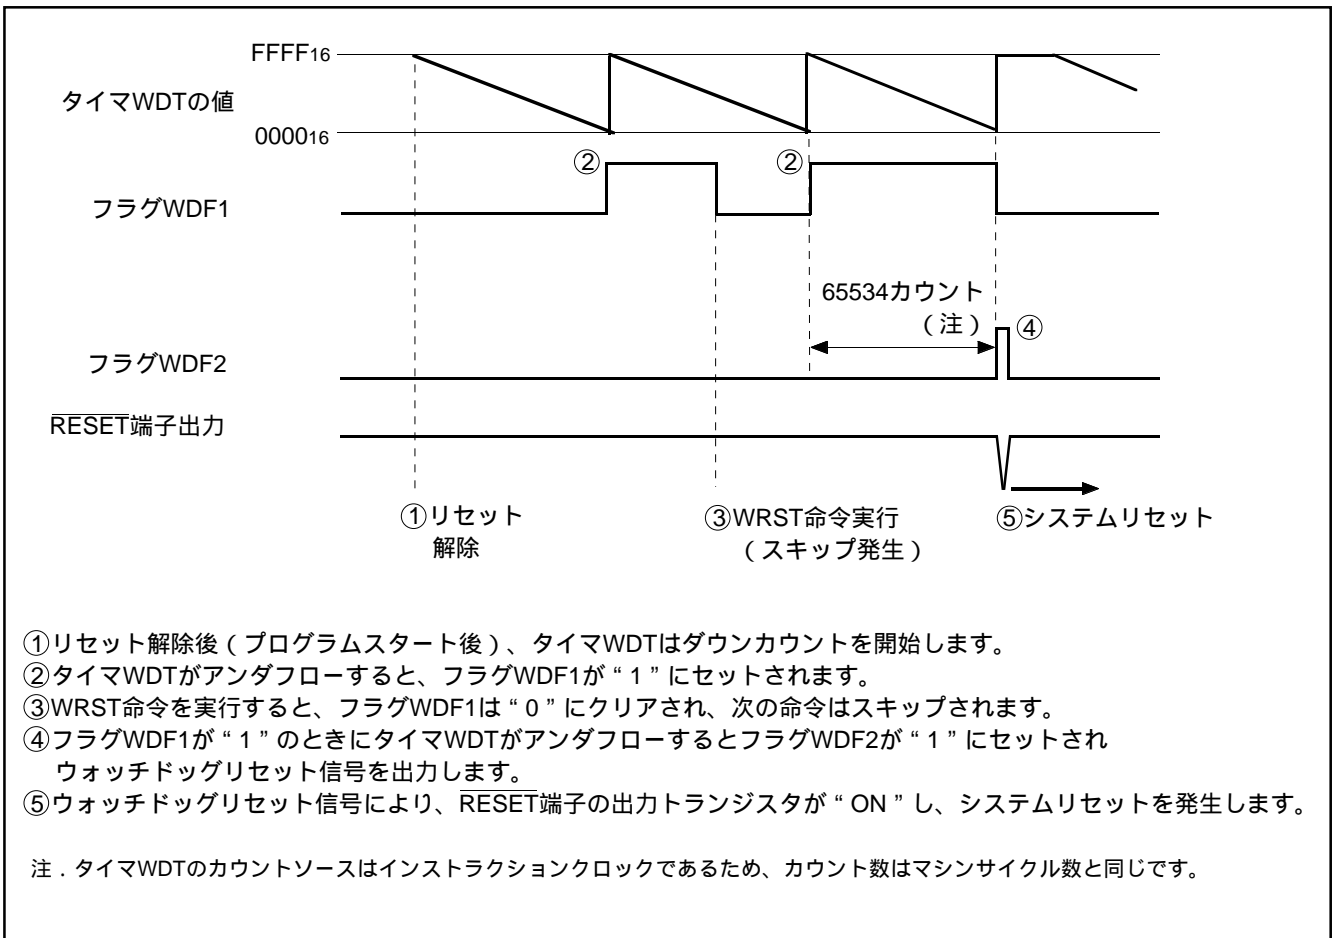 FFFF16
タイマWDTの値
000016
② ②
フラグWDF1
65534カウント
（注）
④
フラグWDF2
RESET端子出力
①リセット
解除
③WRST命令実行
（スキップ発生）
⑤システムリセット
①リセット解除後（プログラムスタート後）、タイマWDTはダウンカウントを開始します。
②タイマWDTがアンダフローすると、フラグWDF1が“1”にセットされます。
③WRST命令を実行すると、フラグWDF1は“0”にクリアされ、次の命令はスキップされます。
④フラグWDF1が“1”のときにタイマWDTがアンダフローするとフラグWDF2が“1”にセットされ
ウォッチドッグリセット信号を出力します。
⑤ウォッチドッグリセット信号により、RESET端子の出力トランジスタが“ON”し、システムリセットを発生します。
注．タイマWDTのカウントソースはインストラクションクロックであるため、カウント数はマシンサイクル数と同じです。